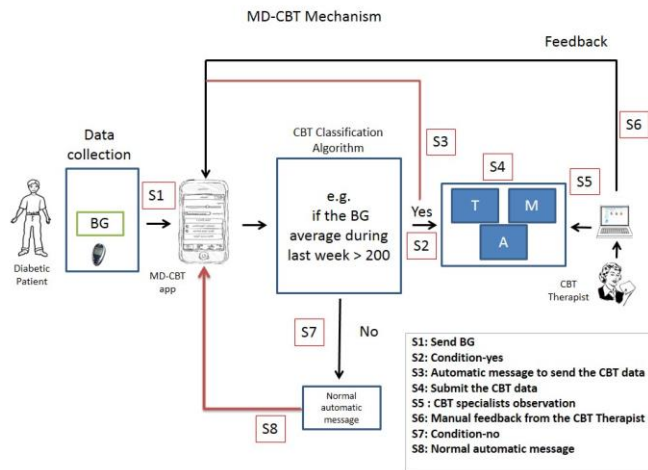 MD-CBT Mechanism
Feedback
Data
collection
CBT Classification
Algorithm
S1
S3
S4
S5
S6
BG
e.g.
if the BG
average during
last week > 200
Yes
S2
T
M
A
Diabetic
Patient
MD-CBT
app
CBT
Therapist
S7
No
Normal
automatic
message
S8
S1: Send BG
S2: Condition-yes
S3: Automatic message to send the CBT data
S4: Submit the CBT data
S5 : CBT specialists observation
S6: Manual feedback from the CBT Therapist
S7: Condition-no
S8: Normal automatic message